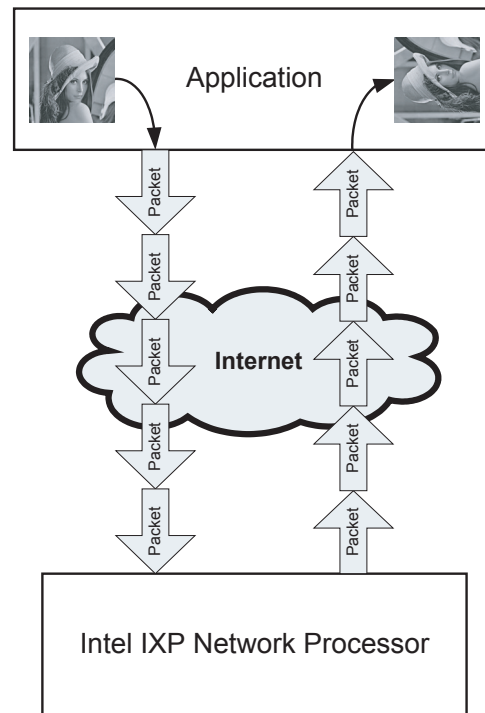 Application
Packet
Packet
Packet
Packet
Packet
Packet
Packet
Packet
Packet
Packet
Internet
Intel IXP Network Processor